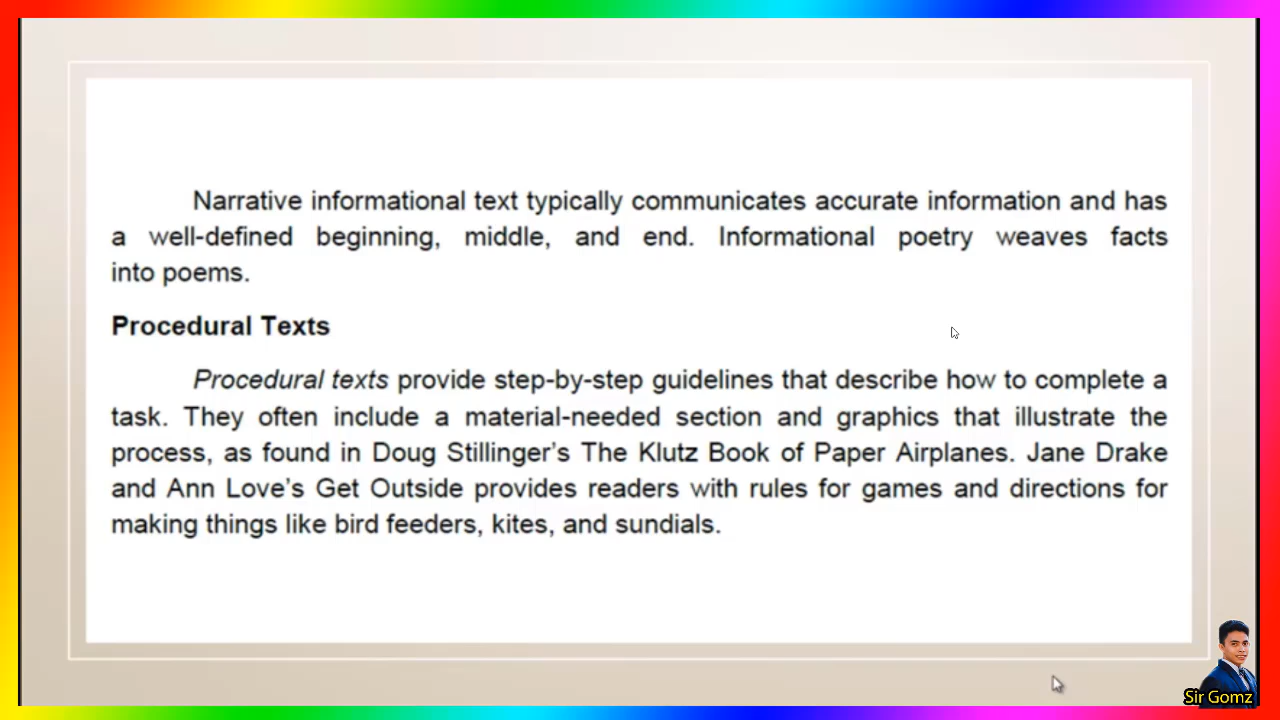 Narrative informational text typically communicates accurate information and has
a well-defined beginning, middle, and end. Informational poetry weaves facts
into poems.
Procedural Texts
Procedural texts provide step-by-step guidelines that describe how to complete a
task. They often include a material-needed section and graphics that illustrate the
process, as found in Doug Stillinger's The Klutz Book of Paper Airplanes. Jane Drake
and Ann Love's Get Outside provides readers with rules for games and directions for
making things like bird feeders, kites, and sundials.
Sir Gomz